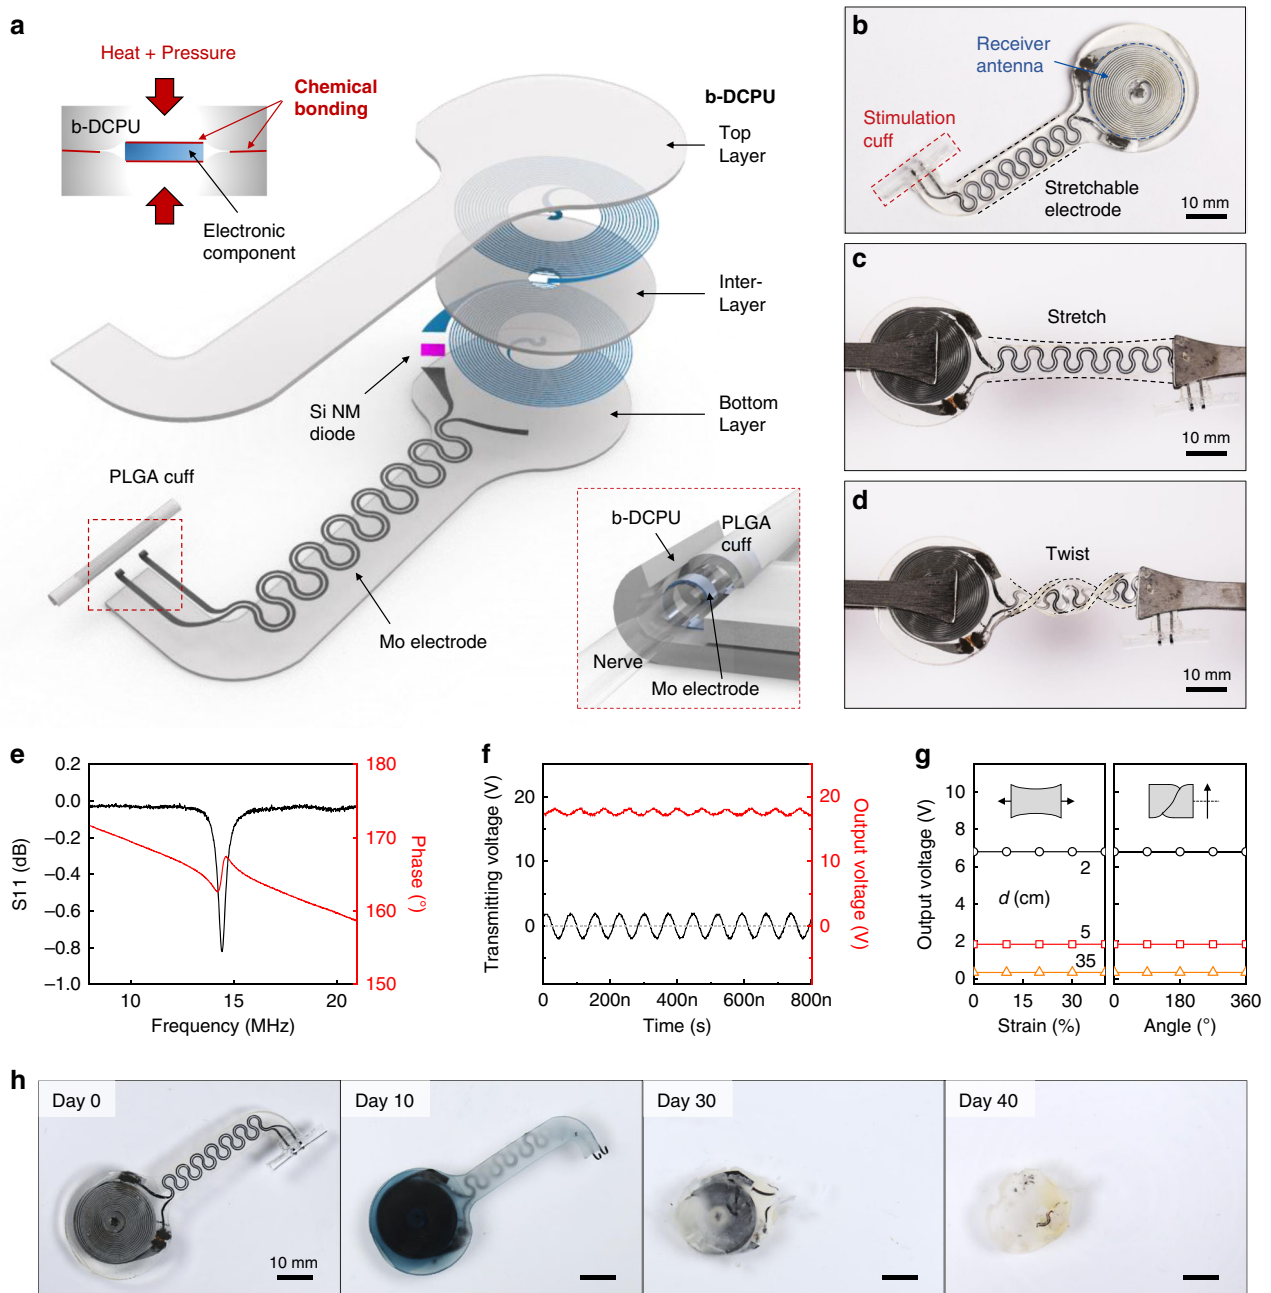 a
Heat + Pressure
Chemical
bonding
b-DCPU
Electronic
component
b-DCPU
Top
Layer
Inter-
Layer
Bottom
Layer
Si NM
diode
PLGA cuff
Mo electrode
b-DCPU
PLGA
cuff
Nerve
Mo electrode
b
Receiver
antenna
Stimulation
cuff
Stretchable
electrode
10 mm
c
Stretch
10 mm
d
Twist
10 mm
e
0.2
0.0
–0.2
–0.4
–0.6
–0.8
–1.0
S11 (dB)
180
170
160
150
Phase (°)
10
15
20
Frequency (MHz)
f
20
10
0
Transmitting voltage (V)
20
10
0
Output voltage (V)
0
200n
400n
600n
800n
Time (s)
g
10
8
6
4
2
0
Output voltage (V)
2
d (cm)
5
35
0
15
30
Strain (%)
0
180
360
Angle (°)
h
Day 0
10 mm
Day 10
Day 30
Day 40